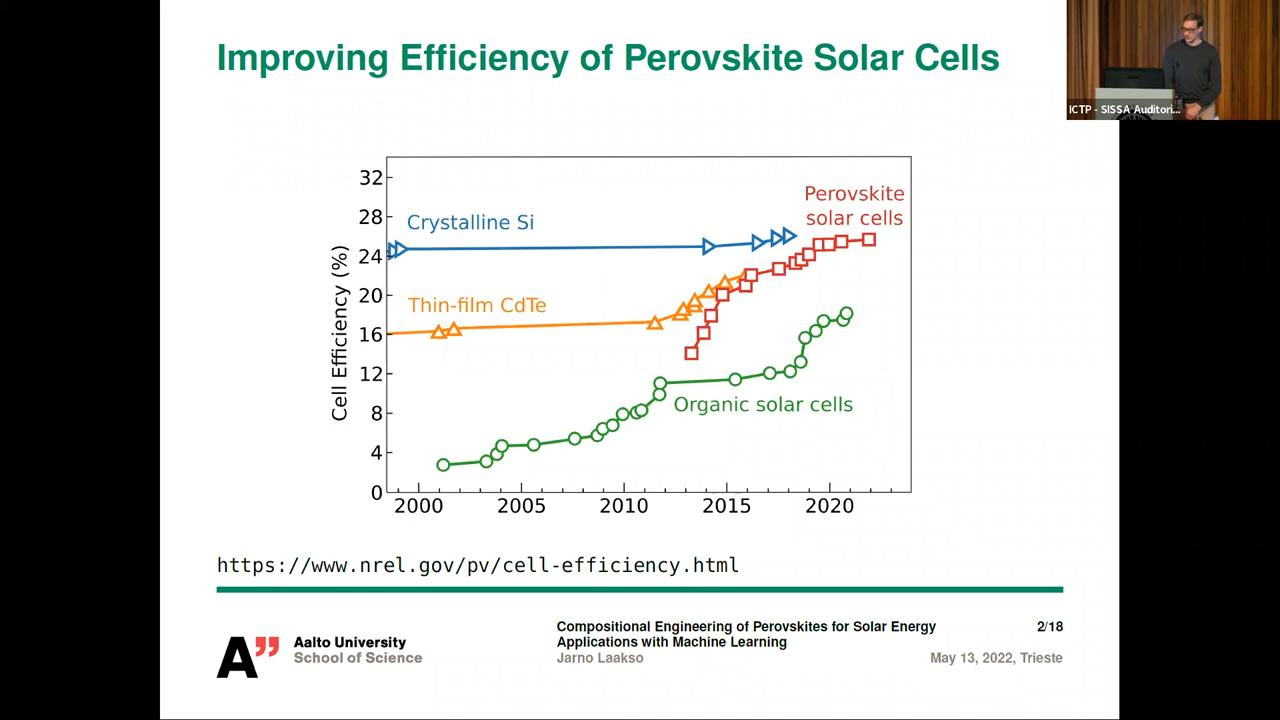 Improving Efficiency of Perovskite Solar Cells
ICTP - SISSA Auditori...
32
28
24
20
16
12
8
4
0
Cell Efficiency (%)
Crystalline Si
Perovskite
solar cells
Thin-film CdTe
Organic solar cells
2000 2005 2010 2015 2020
https://www.nrel.gov/pv/cell-efficiency.html
A”
Aalto University
School of Science
Compositional Engineering of Perovskites for Solar Energy
Applications with Machine Learning
Jarno Laakso
2/18
May 13, 2022, Trieste